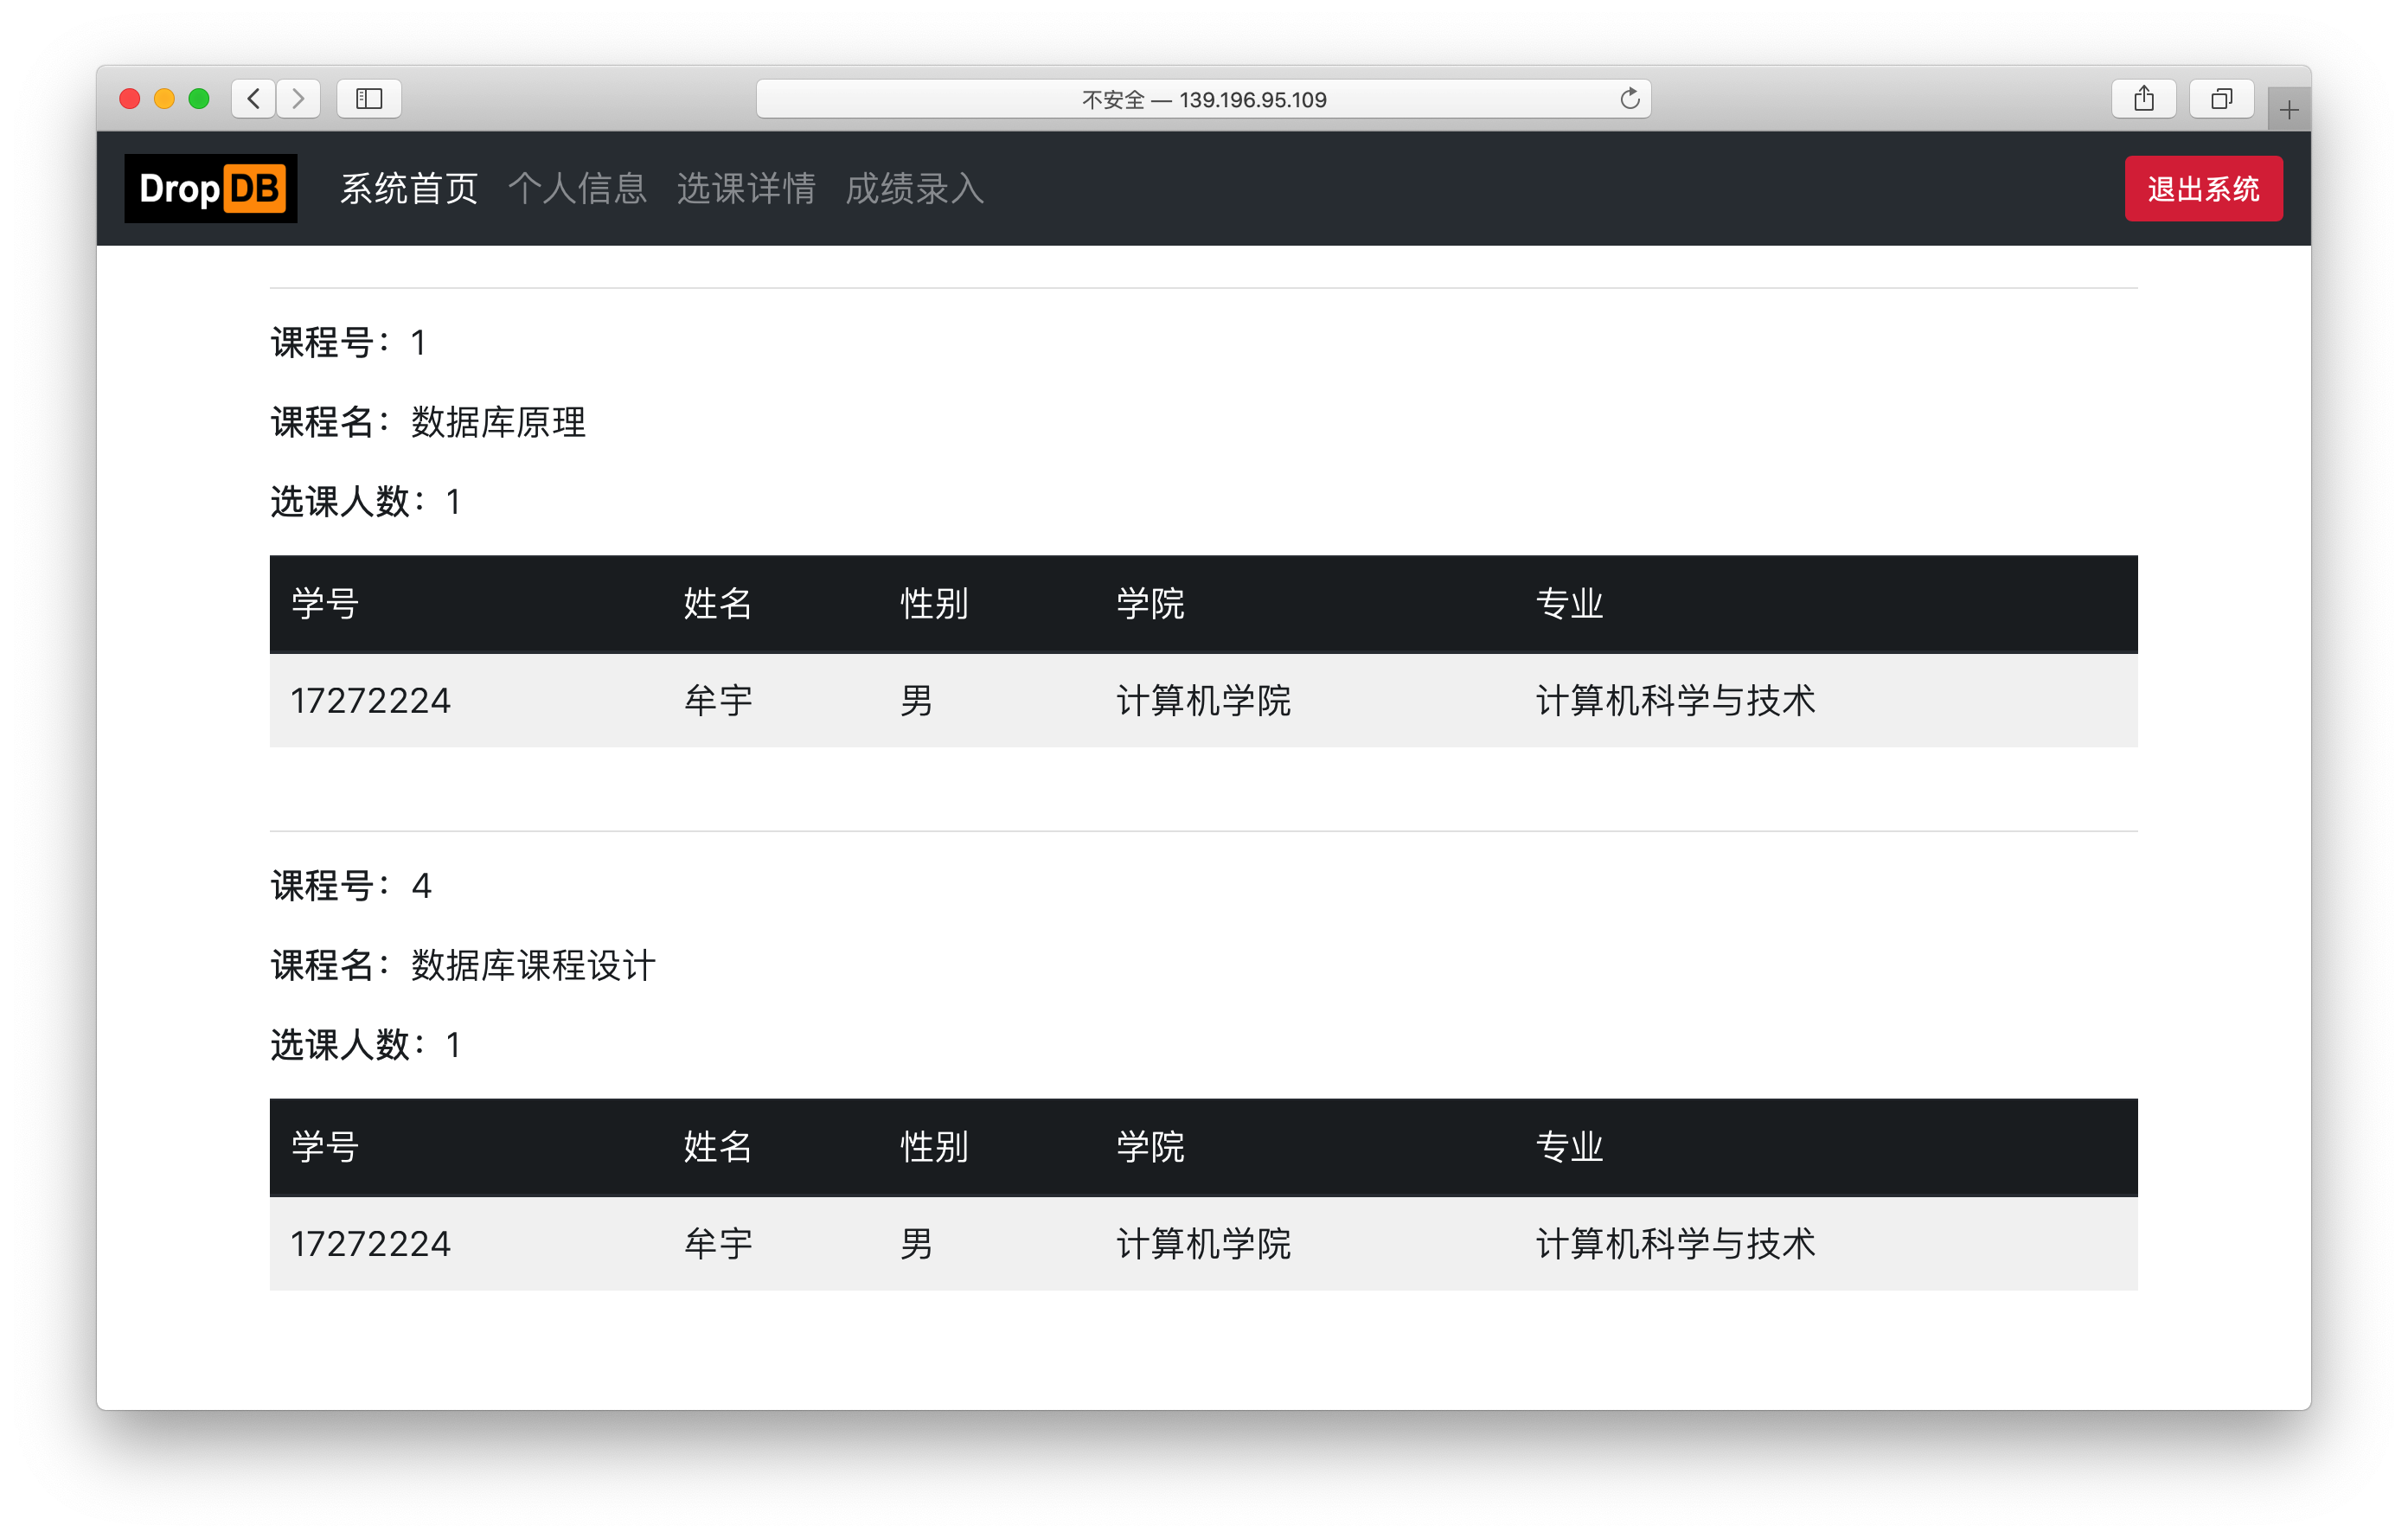 不安全 — 139.196.95.109
DropDB 系统首页 个人信息 选课详情 成绩录入 退出系统
课程号：1
课程名：数据库原理
选课人数：1
学号 姓名 性别 学院 专业
17272224 牟宇 男 计算机学院 计算机科学与技术
课程号：4
课程名：数据库课程设计
选课人数：1
学号 姓名 性别 学院 专业
17272224 牟宇 男 计算机学院 计算机科学与技术